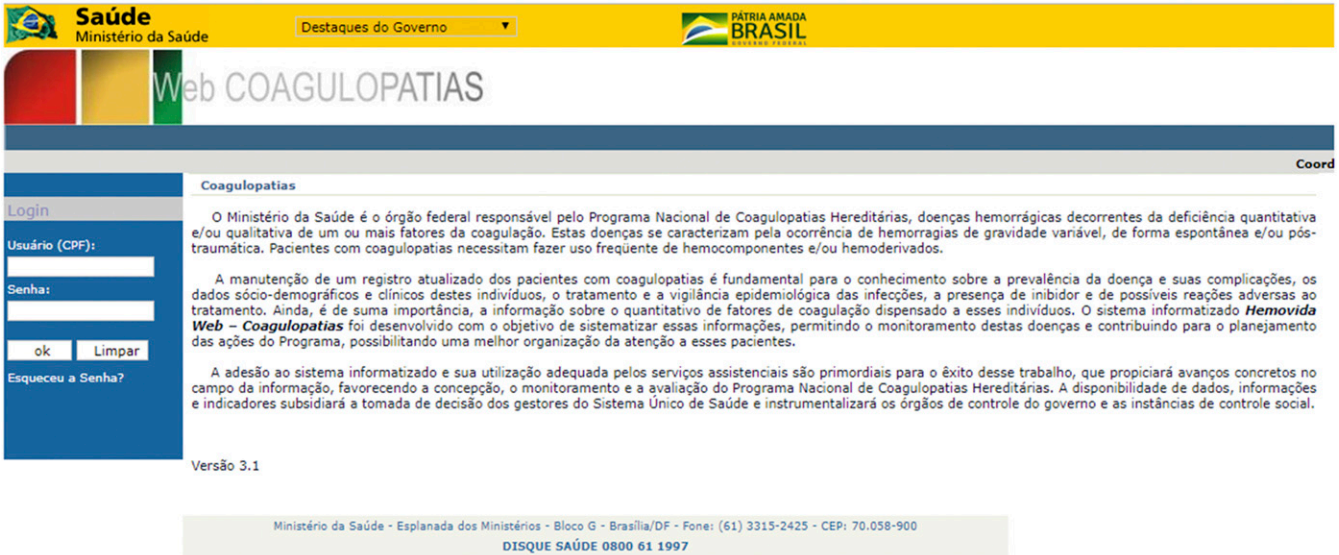 Saúde
Ministério da Saúde
Destaques do Governo
PÁTRIA AMADA
BRASIL
GOVERNO FEDERAL
Web COAGULOPATIAS
Coord
Login
Usuário (CPF):
Senha:
ok Limpar
Esqueceu a Senha?
Coagulopatias
O Ministério da Saúde é o órgão federal responsável pelo Programa Nacional de Coagulopatias Hereditárias, doenças hemorrágicas decorrentes da deficiência quantitativa
e/ou qualitativa de um ou mais fatores da coagulação. Estas doenças se caracterizam pela ocorrência de hemorragias de gravidade variável, de forma espontânea e/ou pós-
traumática. Pacientes com coagulopatias necessitam fazer uso freqüente de hemocomponentes e/ou hemoderivados.
A manutenção de um registro atualizado dos pacientes com coagulopatias é fundamental para o conhecimento sobre a prevalência da doença e suas complicações, os
dados sócio-demográficos e clínicos destes indivíduos, o tratamento e a vigilância epidemiológica das infecções, a presença de inibidor e de possíveis reações adversas ao
tratamento. Ainda, é de suma importância, a informação sobre o quantitativo de fatores de coagulação dispensado a esses indivíduos. O sistema informatizado Hemovida
Web – Coagulopatias foi desenvolvido com o objetivo de sistematizar essas informações, permitindo o monitoramento destas doenças e contribuindo para o planejamento
das ações do Programa, possibilitando uma melhor organização da atenção a esses pacientes.
A adesão ao sistema informatizado e sua utilização adequada pelos serviços assistenciais são primordiais para o êxito desse trabalho, que propiciará avanços concretos no
campo da informação, favorecendo a concepção, o monitoramento e a avaliação do Programa Nacional de Coagulopatias Hereditárias. A disponibilidade de dados, informações
e indicadores subsidiará a tomada de decisão dos gestores do Sistema Único de Saúde e instrumentalizará os órgãos de controle do governo e as instâncias de controle social.
Versão 3.1
Ministério da Saúde - Esplanada dos Ministérios - Bloco G - Brasília/DF - Fone: (61) 3315-2425 - CEP: 70.058-900
DISQUE SAÚDE 0800 61 1997